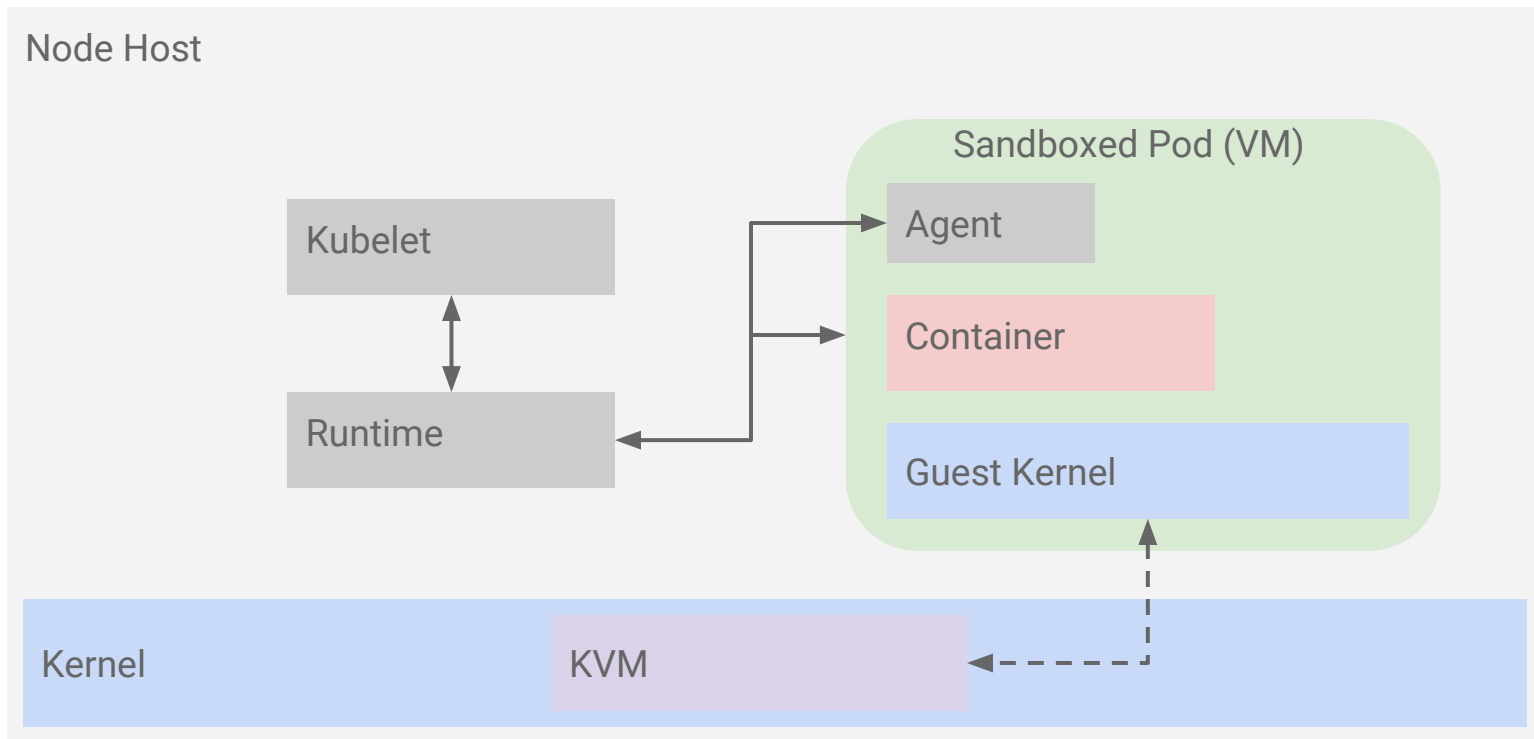 Node Host
Sandboxed Pod (VM)
Agent
Kubelet
Container
Runtime
Guest Kernel
Kernel
KVM